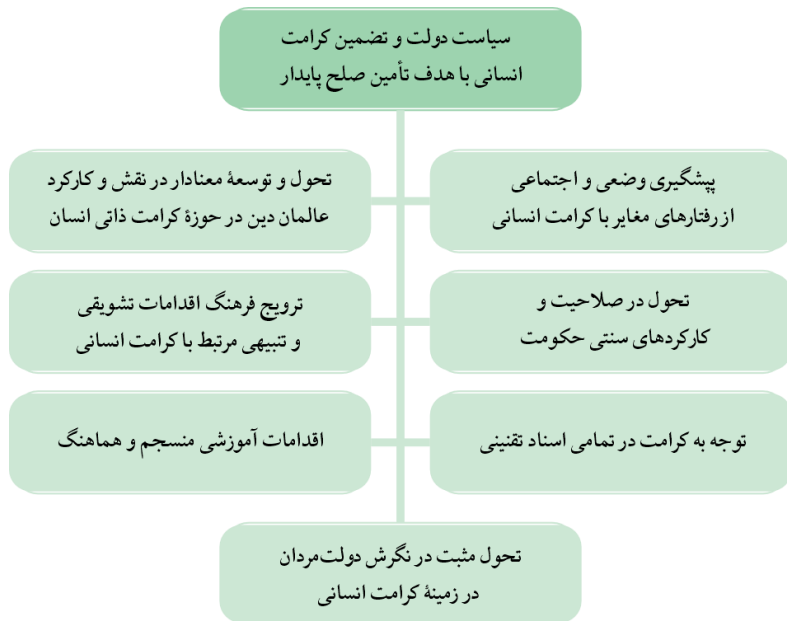 سیاست دولت و تضمین کرامت
انسانی با هدف تأمین صلح پایدار
پیشگیری وضعی و اجتماعی
از رفتارهای مغایر با کرامت انسانی
تحول و توسعهٔ معنادار در نقش و کارکرد
عالمان دین در حوزهٔ کرامت ذاتی انسان
تحول در صلاحیت و
کارکردهای سنتی حکومت
ترویج فرهنگ اقدامات تشویقی
و تنبیهی مرتبط با کرامت انسانی
توجه به کرامت در تمامی اسناد تقنینی
اقدامات آموزشی منسجم و هماهنگ
تحول مثبت در نگرش دولت‌مردان
در زمینهٔ کرامت انسانی